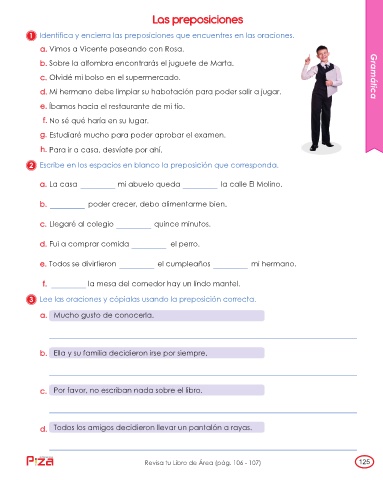 Las preposiciones
1 Identifica y encierra las preposiciones que encuentres en las oraciones.
a. Vimos a Vicente paseando con Rosa.
b. Sobre la alfombra encontrarás el juguete de Marta.
c. Olvidé mi bolso en el supermercado.
d. Mi hermano debe limpiar su habotación para poder salir a jugar.
e. Íbamos hacia el restaurante de mi tío.
f. No sé qué haría en su lugar.
g. Estudiaré mucho para poder aprobar el examen.
h. Para ir a casa, desvíate por ahí.
Gramática
2 Escribe en los espacios en blanco la preposición que corresponda.
a. La casa ________ mi abuelo queda ________ la calle El Molino.
b. ________ poder crecer, debo alimentarme bien.
c. Llegaré al colegio ________ quince minutos.
d. Fui a comprar comida ________ el perro.
e. Todos se divirtieron ________ el cumpleaños ________ mi hermano.
f. ________ la mesa del comedor hay un lindo mantel.
3 Lee las oraciones y cópialas usando la preposición correcta.
a. Mucho gusto de conocerla.
b. Ella y su familia decidieron irse por siempre.
c. Por favor, no escriban nada sobre el libro.
d. Todos los amigos decidieron llevar un pantalón a rayas.
Revisa tu Libro de Área (pág. 106 - 107)
125